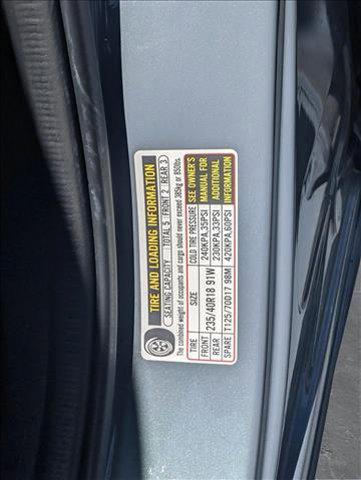 TIRE AND LOADING INFORMATION
SEATING CAPACITY TOTAL 5 FRONT 2 REAR 3
The combined weight of occupants and cargo should never exceed 385kg or 850lbs.
TIRE SIZE COLD TIRE PRESSURE SEE OWNER'S
FRONT 235/40R18 91W 240KPA,35PSI MANUAL FOR
REAR 230KPA,33PSI ADDITIONAL
SPARE T125/70D17 98M 420KPA,60PSI INFORMATION